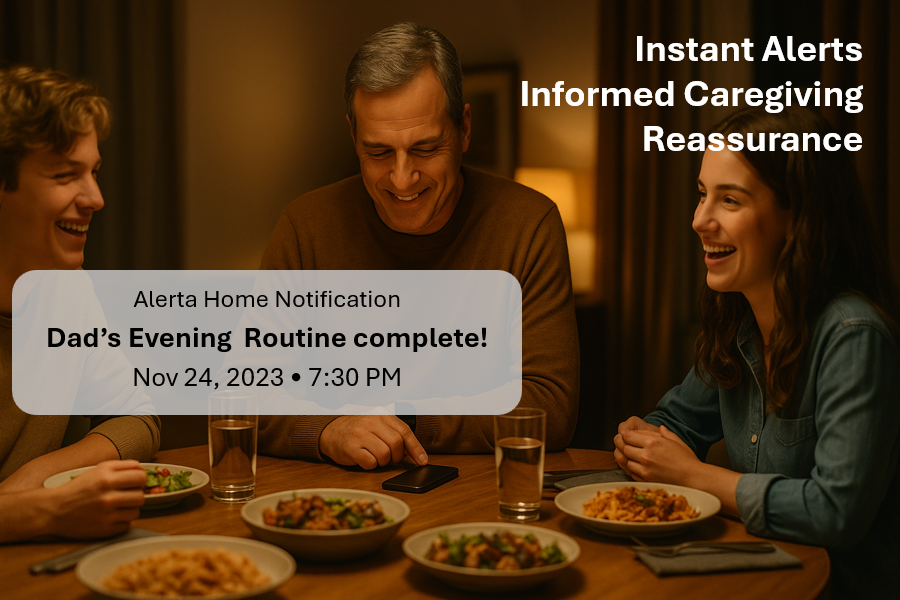 Instant Alerts
Informed Caregiving
Reassurance
Alerta Home Notification
Dad’s Evening  Routine complete!
Nov 24, 2023 • 7:30 PM